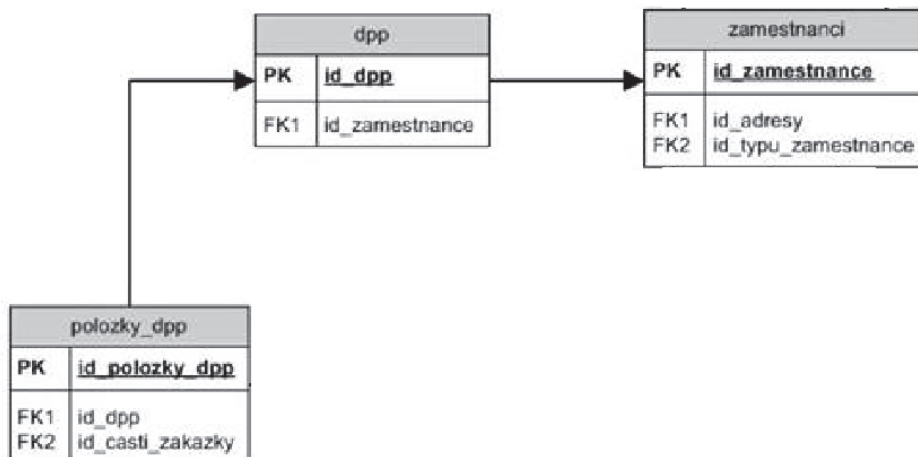 dpp
PK id_dpp
FK1 id_zamestnance
zamestnanci
PK id_zamestnance
FK1 id_adresy
FK2 id_typu_zamestnance
polozky_dpp
PK id_polozky_dpp
FK1 id_dpp
FK2 id_casti_zakazky